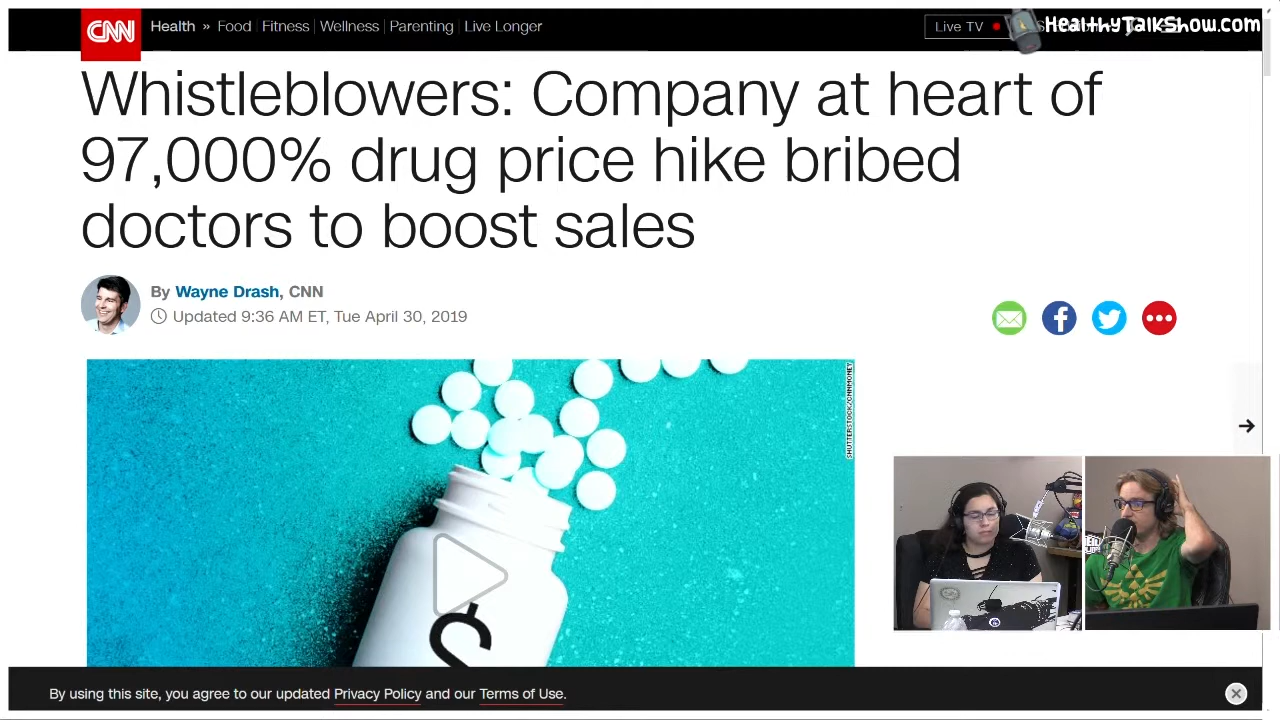 CNN
Health » Food Fitness Wellness Parenting Live Longer
Live TV
HealthyTalkShow.com
Whistleblowers: Company at heart of
97,000% drug price hike bribed
doctors to boost sales
By Wayne Drash, CNN
Updated 9:36 AM ET, Tue April 30, 2019
SHUTTERSTOCK/CNNMONEY
$
By using this site, you agree to our updated Privacy Policy and our Terms of Use.